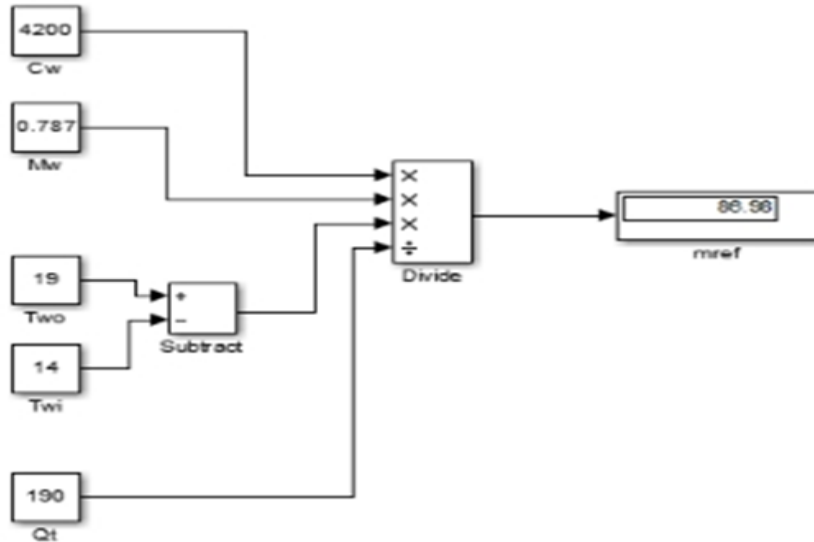 4200
Cw
0.787
Mw
19
Two
14
Twi
190
Qt
+
−
Subtract
×
×
×
÷
Divide
86.98
mref